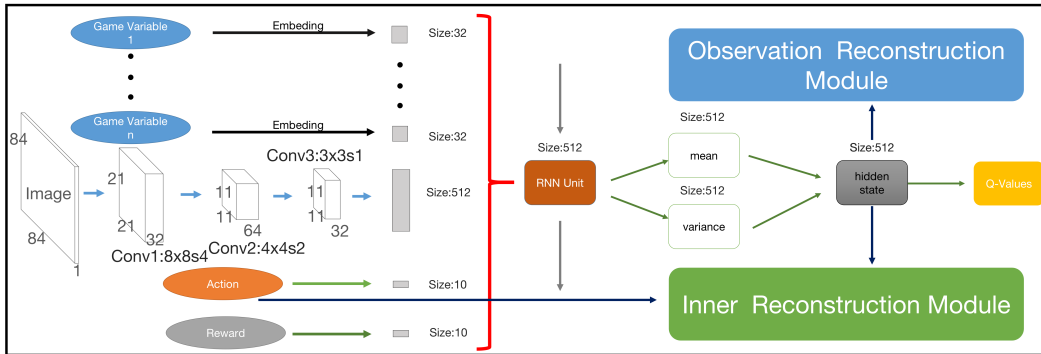 Game Variable
1
Embeding
Size:32
Game Variable
n
Embeding
Size:32
84
Image
84
1
21
21
32
Conv1:8x8s4
11
11
64
Conv2:4x4s2
Conv3:3x3s1
11
11
32
Size:512
Action
Size:10
Reward
Size:10
Size:512
RNN Unit
Size:512
mean
Size:512
variance
Observation Reconstruction
Module
Size:512
hidden
state
Q-Values
Inner Reconstruction Module